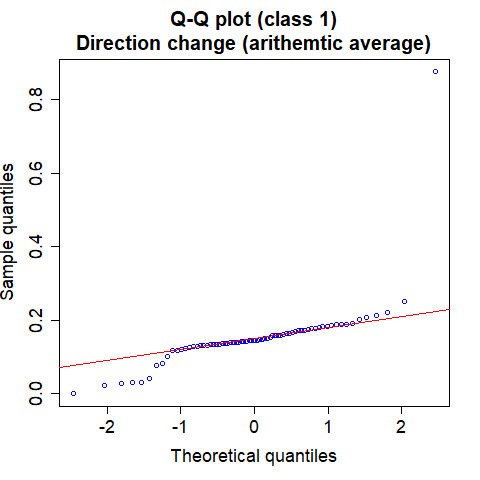 Q-Q plot (class 1)
Direction change (arithemtic average)
Sample quantiles
0.8
0.6
0.4
0.2
0.0
-2
-1
0
1
2
Theoretical quantiles